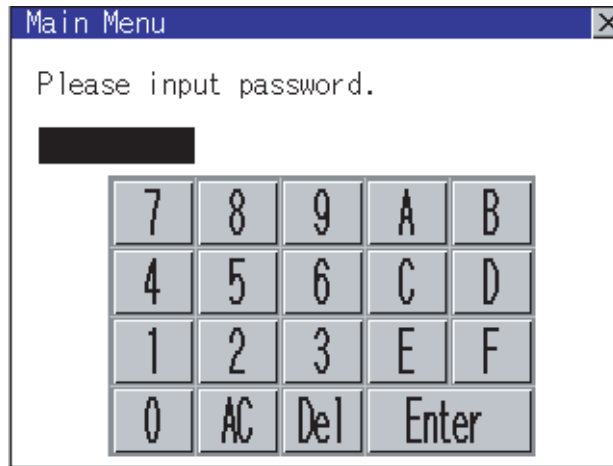 Main Menu ×
Please input password.
7 8 9 A B
4 5 6 C D
1 2 3 E F
0 AC Del Enter